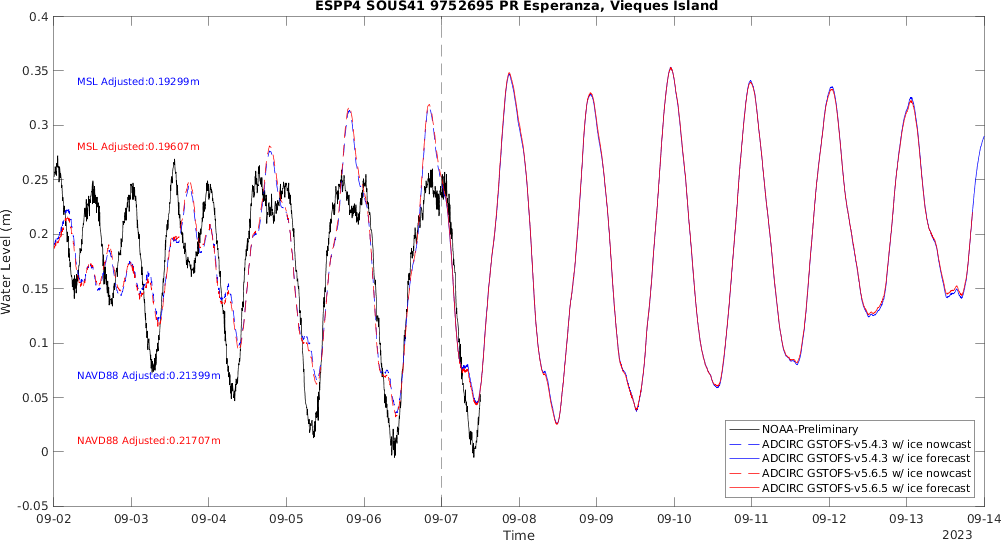 ESPP4 SOUS41 9752695 PR Esperanza, Vieques Island
0.4
0.35
0.3
0.25
0.2
0.15
0.1
0.05
0
-0.05
Water Level (m)
MSL Adjusted:0.19299m
MSL Adjusted:0.19607m
NAVD88 Adjusted:0.21399m
NAVD88 Adjusted:0.21707m
NOAA-Preliminary
ADCIRC GSTOFS-v5.4.3 w/ ice nowcast
ADCIRC GSTOFS-v5.4.3 w/ ice forecast
ADCIRC GSTOFS-v5.6.5 w/ ice nowcast
ADCIRC GSTOFS-v5.6.5 w/ ice forecast
09-02 09-03 09-04 09-05 09-06 09-07 09-08 09-09 09-10 09-11 09-12 09-13 09-14
Time
2023